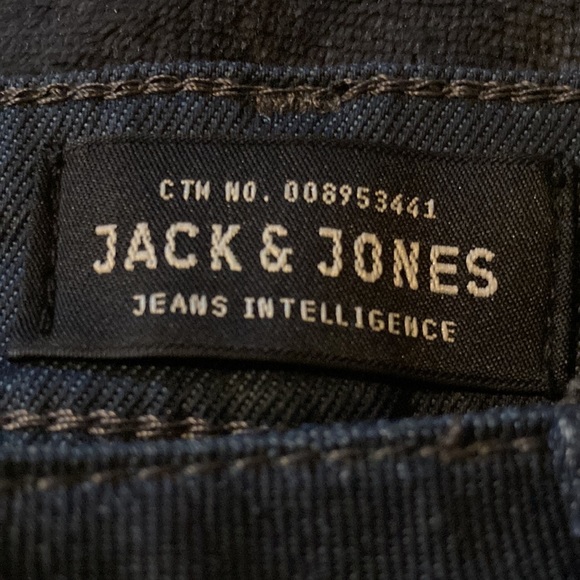 CTM NO. 008953441
JACK & JONES
JEANS INTELLIGENCE